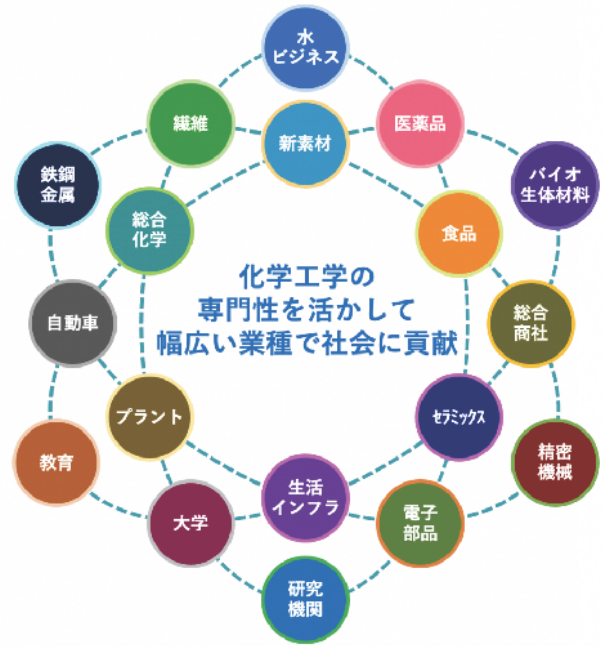 水
ビジネス
繊維
新素材
医薬品
鉄鋼
金属
バイオ
生体材料
総合
化学
食品
化学工学の
専門性を活かして
幅広い業種で社会に貢献
自動車
総合
商社
プラント
セラミックス
教育
精密
機械
生活
インフラ
大学
電子
部品
研究
機関